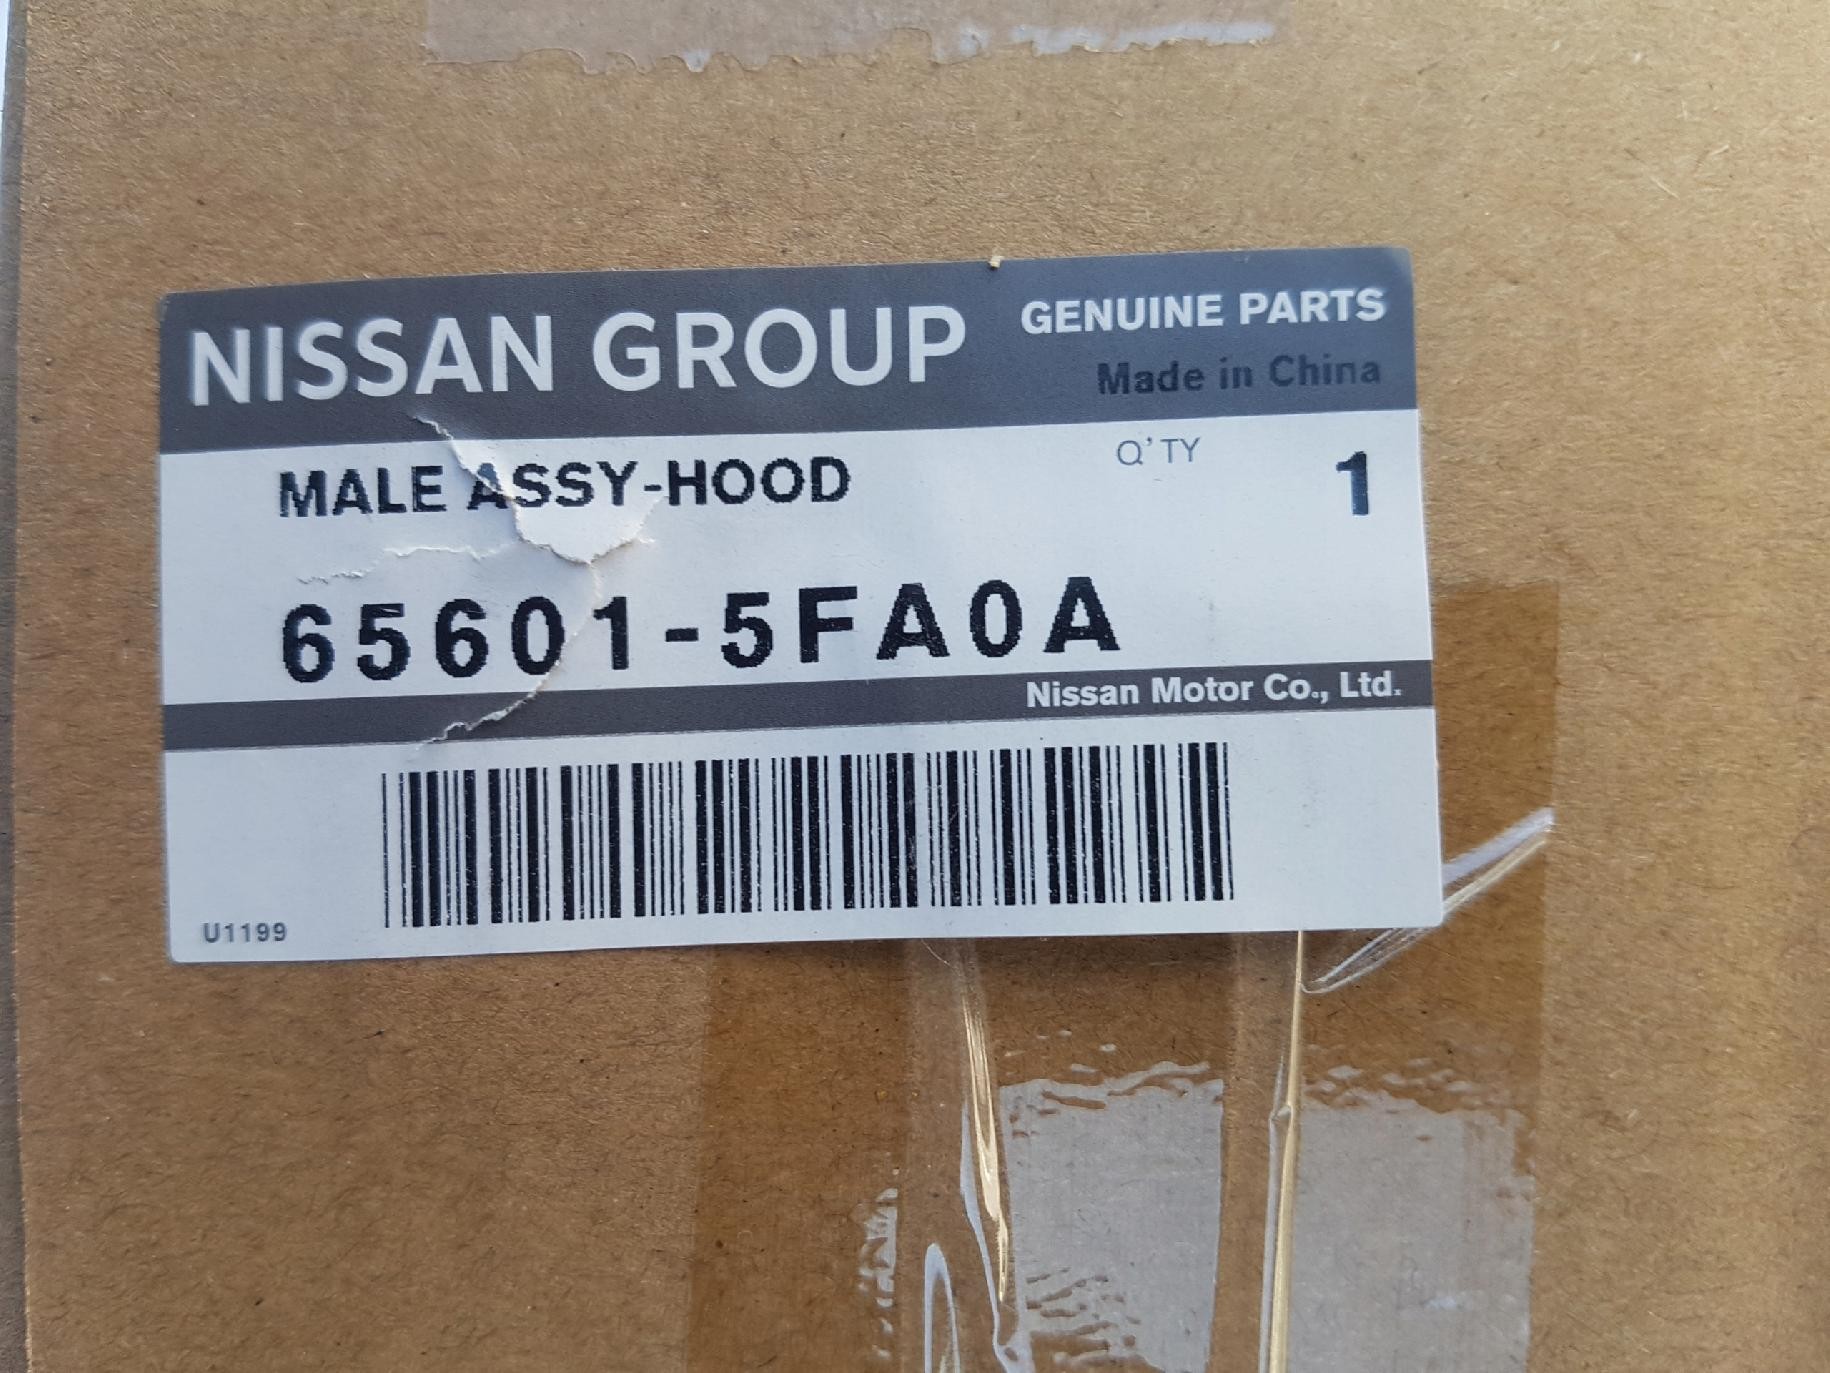 NISSAN GROUP
GENUINE PARTS
Made in China
MALE ASSY-HOOD
Q'TY
1
65601-5FA0A
Nissan Motor Co., Ltd.
U1199